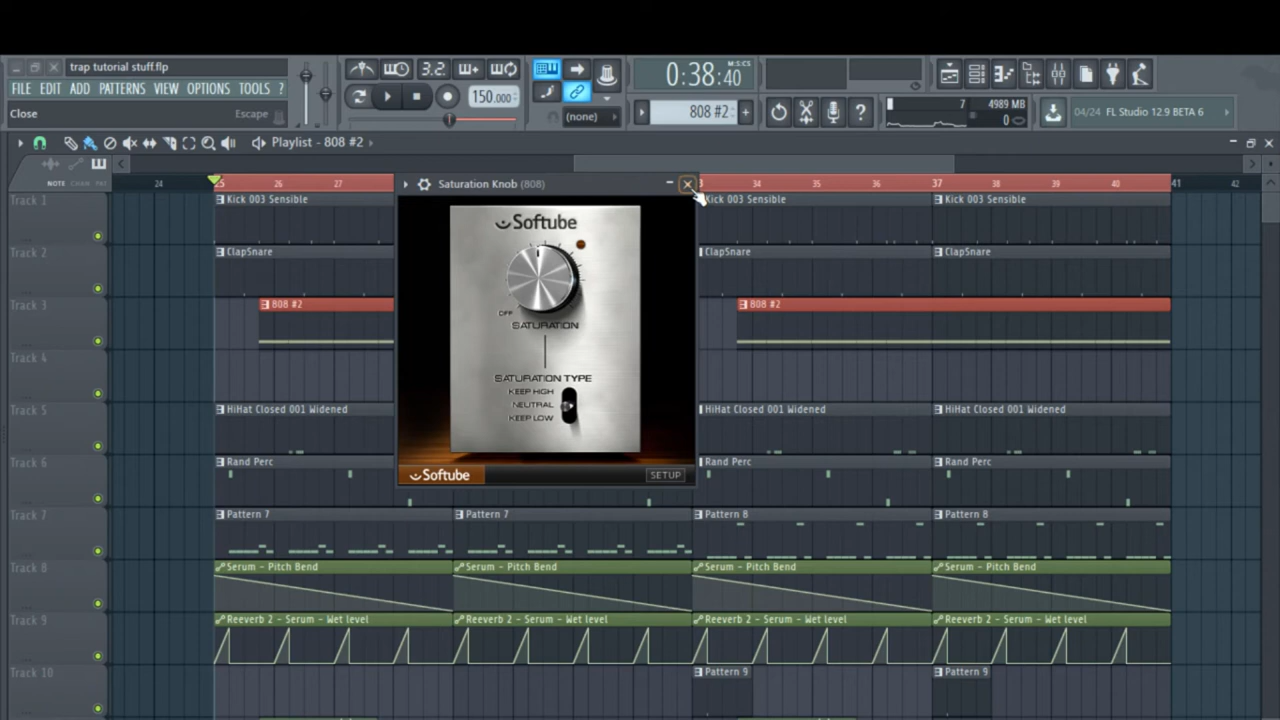 trap tutorial stuff.flp
FILE EDIT ADD PATTERNS VIEW OPTIONS TOOLS ?
Close Escape
3.2.
150.000
(none)
0:38:40
M:S:CS
808 #2
7 4989 MB
0
04/24 FL Studio 12.9 BETA 6
Playlist - 808 #2
NOTE CHAN PAT
24 25 26 27 33 34 35 36 37 38 39 40 41 42
Track 1
Kick 003 Sensible
Kick 003 Sensible
Kick 003 Sensible
Track 2
ClapSnare
ClapSnare
ClapSnare
Track 3
808 #2
808 #2
Track 4
Track 5
HiHat Closed 001 Widened
HiHat Closed 001 Widened
HiHat Closed 001 Widened
Track 6
Rand Perc
Rand Perc
Rand Perc
Track 7
Pattern 7
Pattern 7
Pattern 8
Pattern 8
Track 8
Serum - Pitch Bend
Serum - Pitch Bend
Serum - Pitch Bend
Serum - Pitch Bend
Track 9
Reeverb 2 - Serum - Wet level
Reeverb 2 - Serum - Wet level
Reeverb 2 - Serum - Wet level
Reeverb 2 - Serum - Wet level
Track 10
Pattern 9
Pattern 9
Saturation Knob (808)
Softube
OFF
SATURATION
SATURATION TYPE
KEEP HIGH
NEUTRAL
KEEP LOW
Softube
SETUP